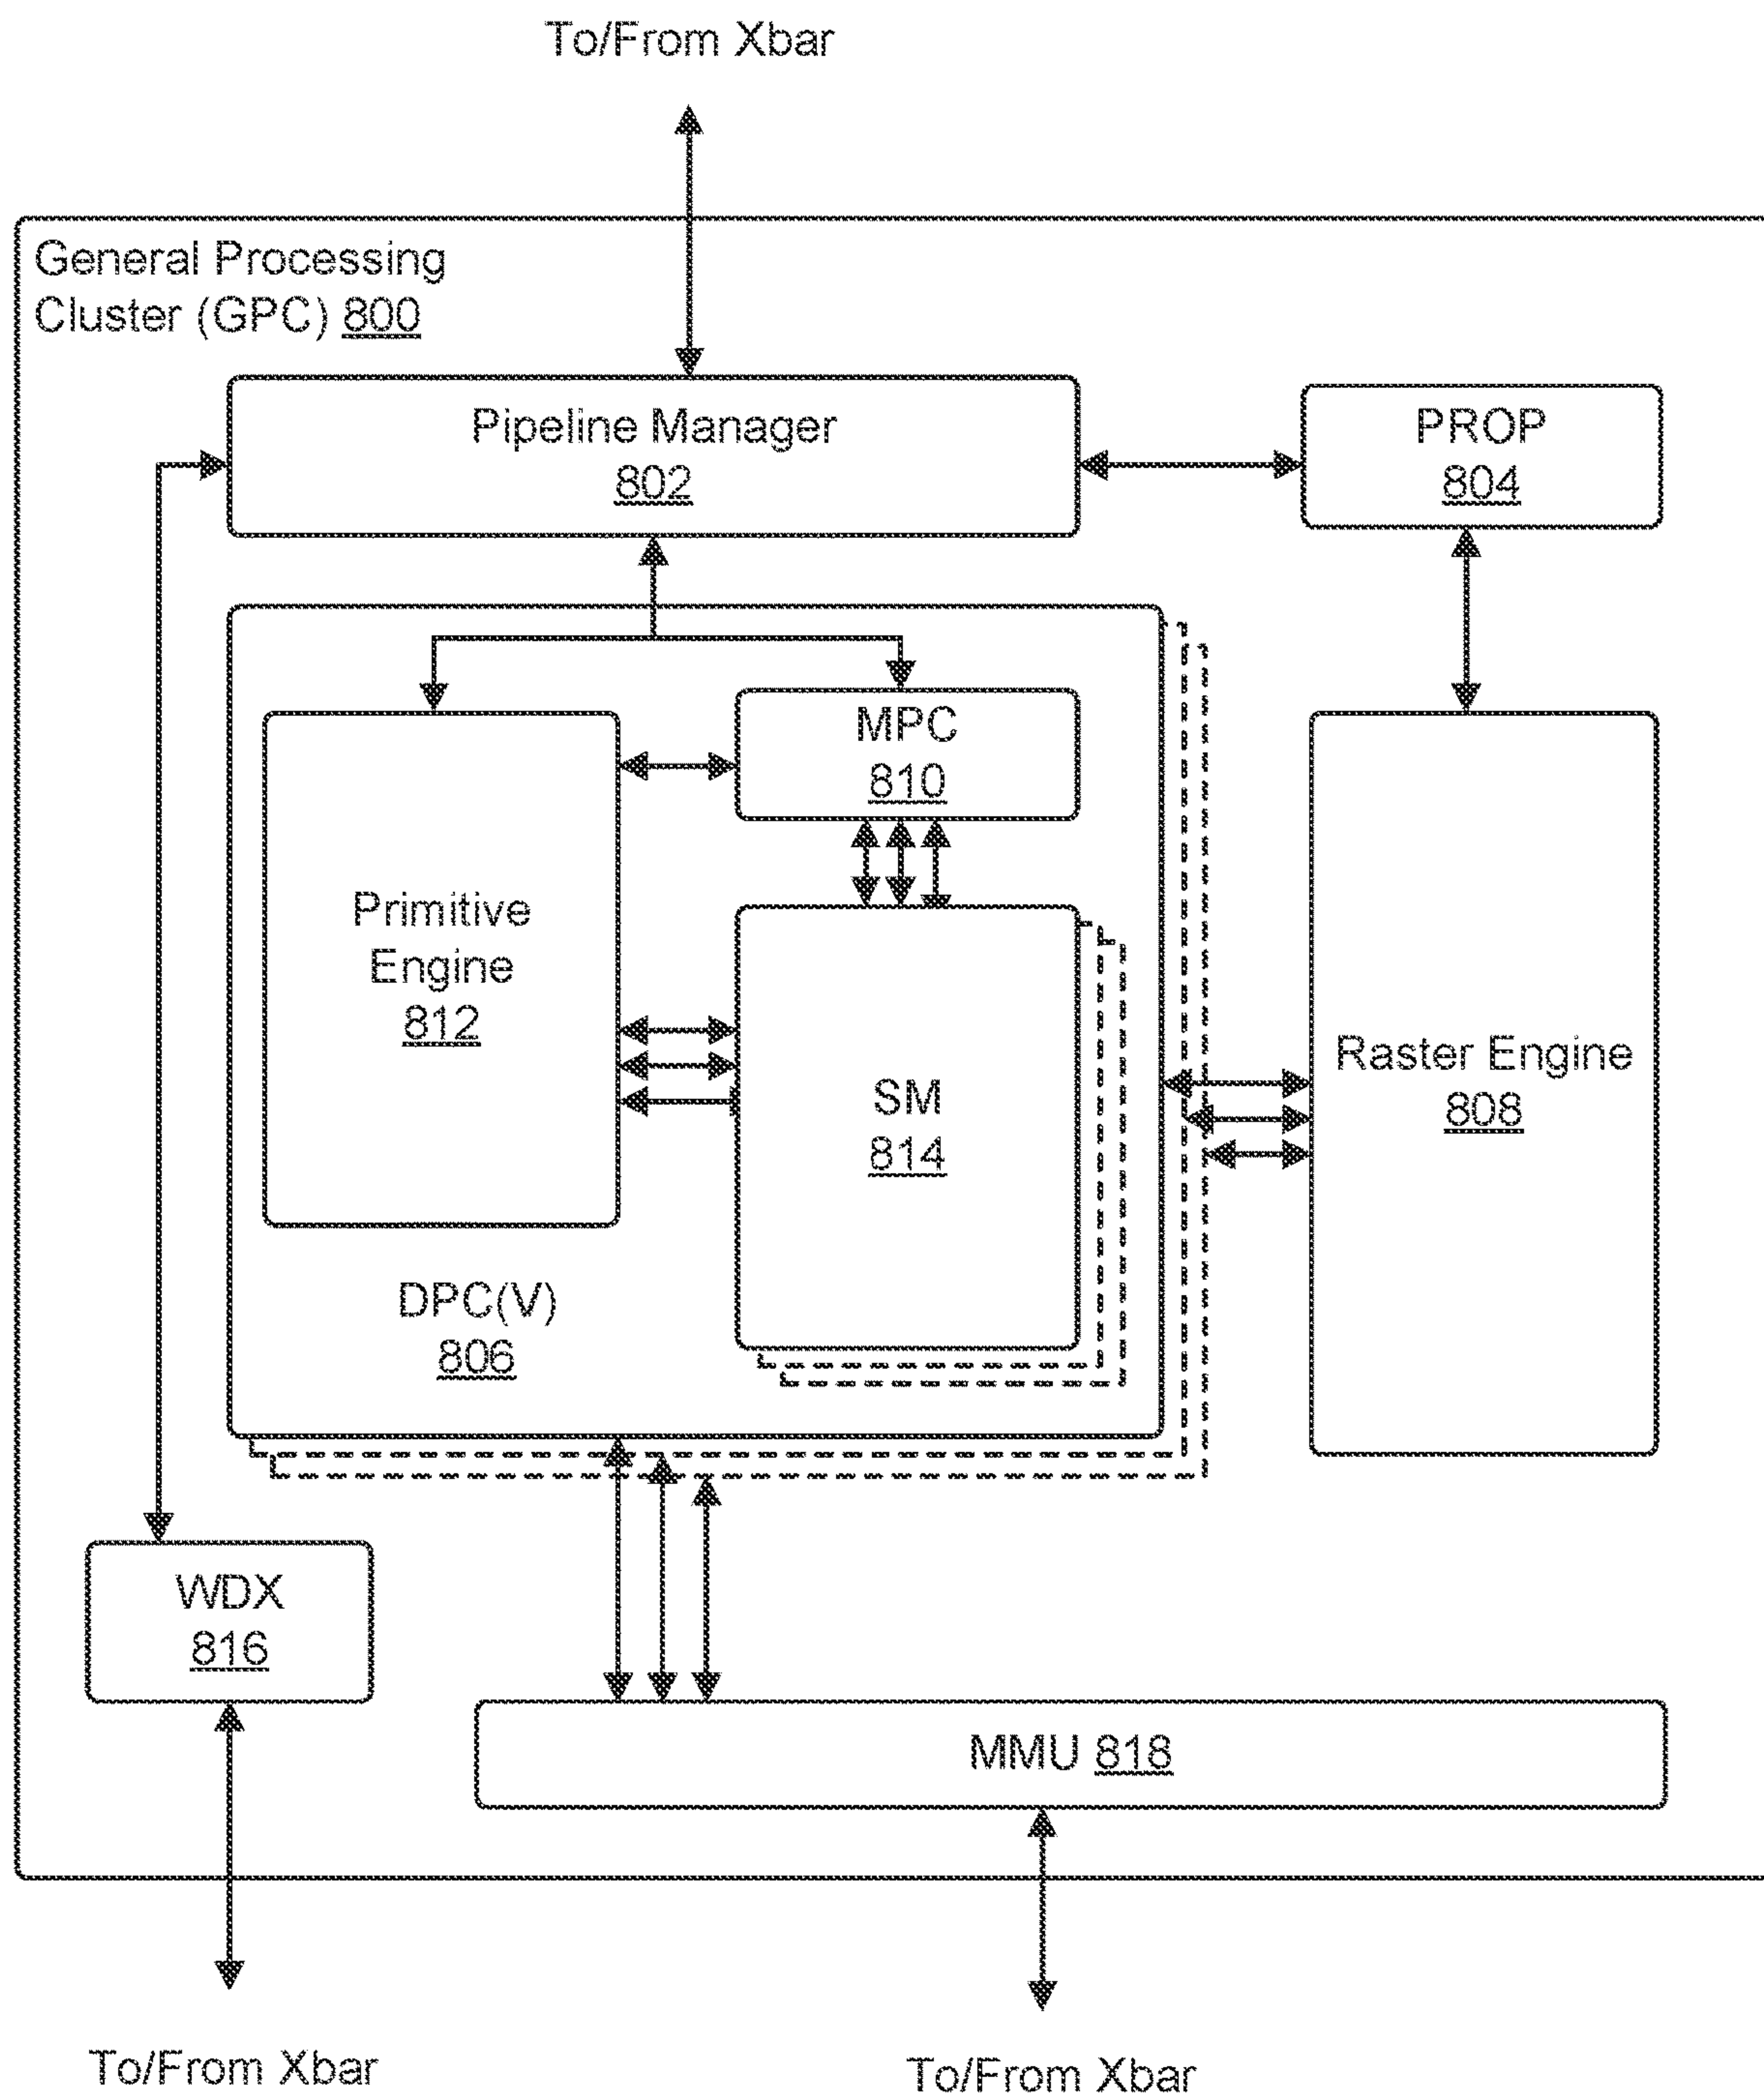 To/From Xbar
General Processing
Cluster (GPC) 800
Pipeline Manager
802
PROP
804
MPC
810
Primitive
Engine
812
SM
814
Raster Engine
808
DPC(V)
806
WDX
816
MMU 818
To/From Xbar
To/From Xbar